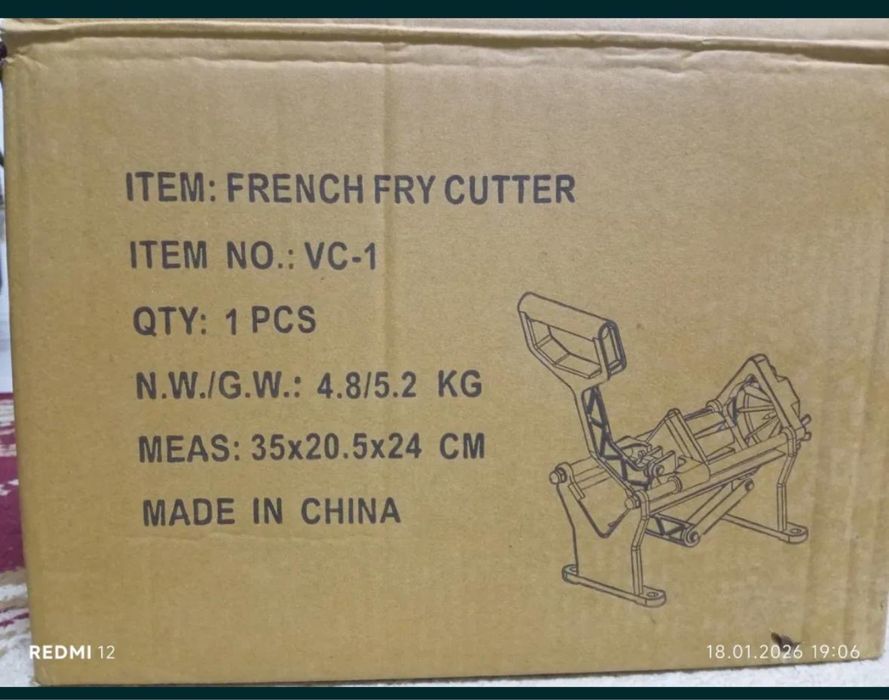 ITEM: FRENCH FRY CUTTER
ITEM NO.: VC-1
QTY: 1 PCS
N.W./G.W.: 4.8/5.2 KG
MEAS: 35x20.5x24 CM
MADE IN CHINA
REDMI 12
18.01.2026 19:06